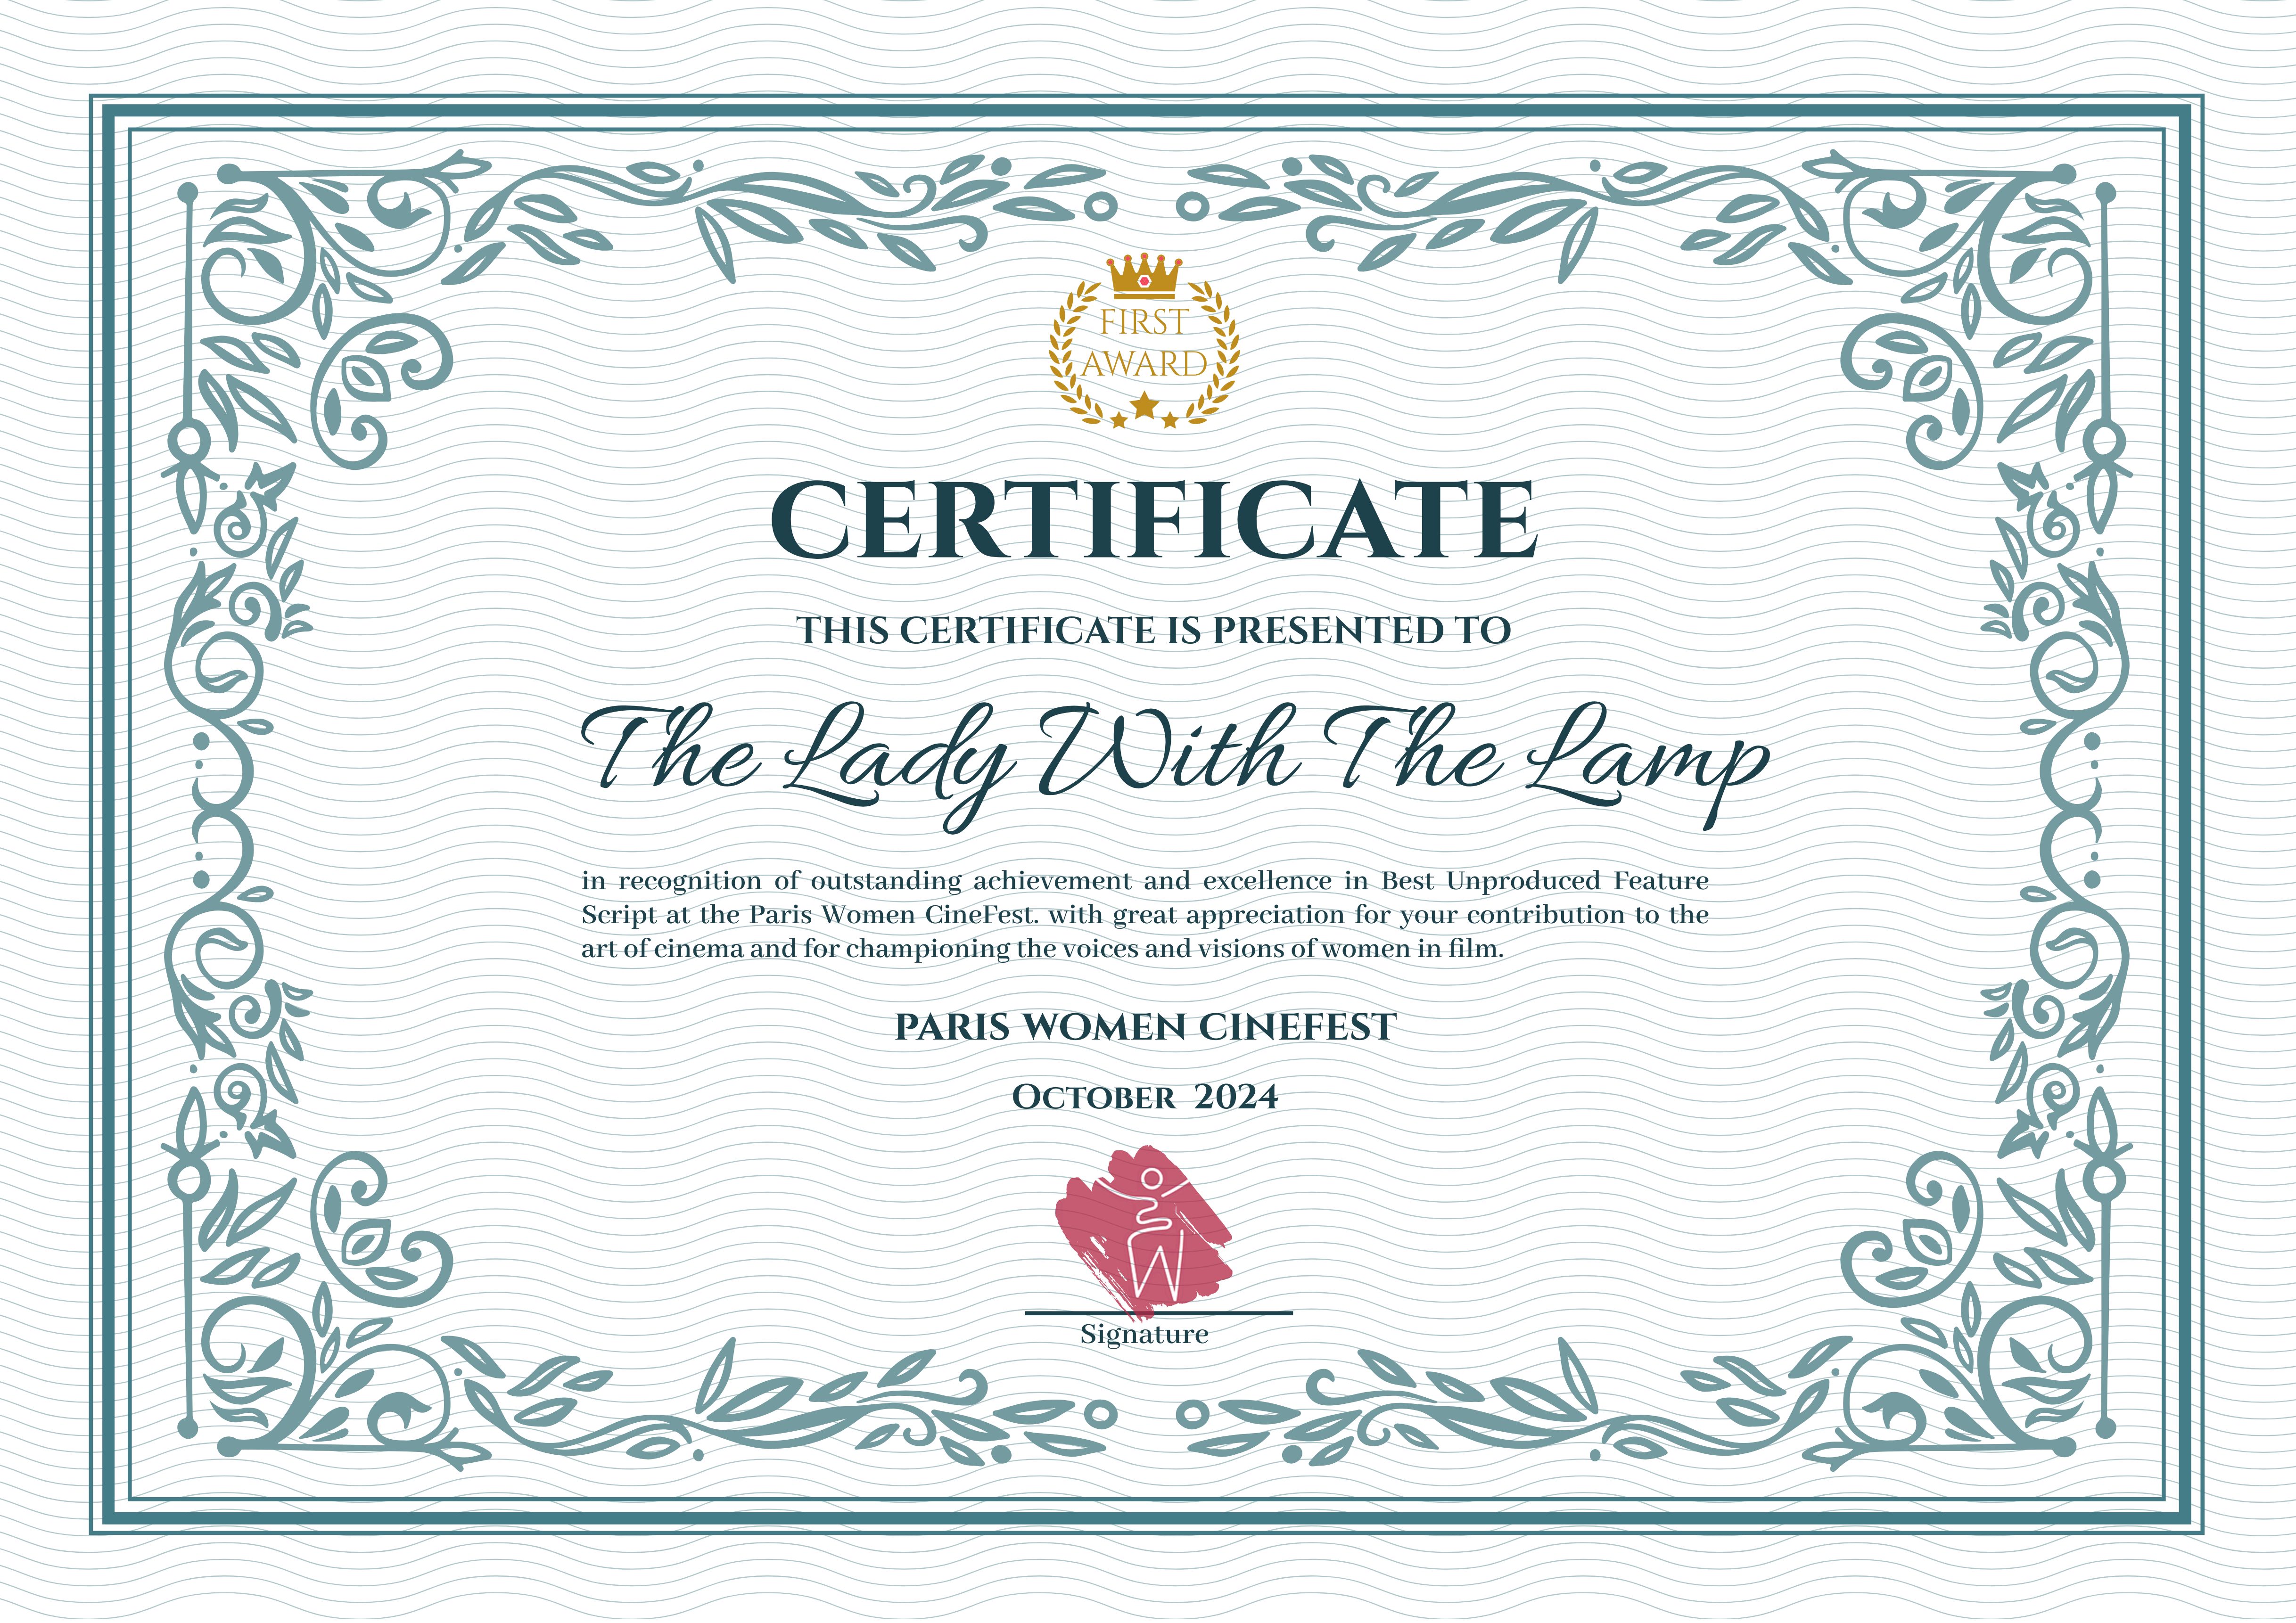 FIRST
AWARD
CERTIFICATE
THIS CERTIFICATE IS PRESENTED TO
The Lady With The Lamp
in recognition of outstanding achievement and excellence in Best Unproduced Feature
Script at the Paris Women CineFest. with great appreciation for your contribution to the
art of cinema and for championing the voices and visions of women in film.
PARIS WOMEN CINEFEST
October 2024
Signature